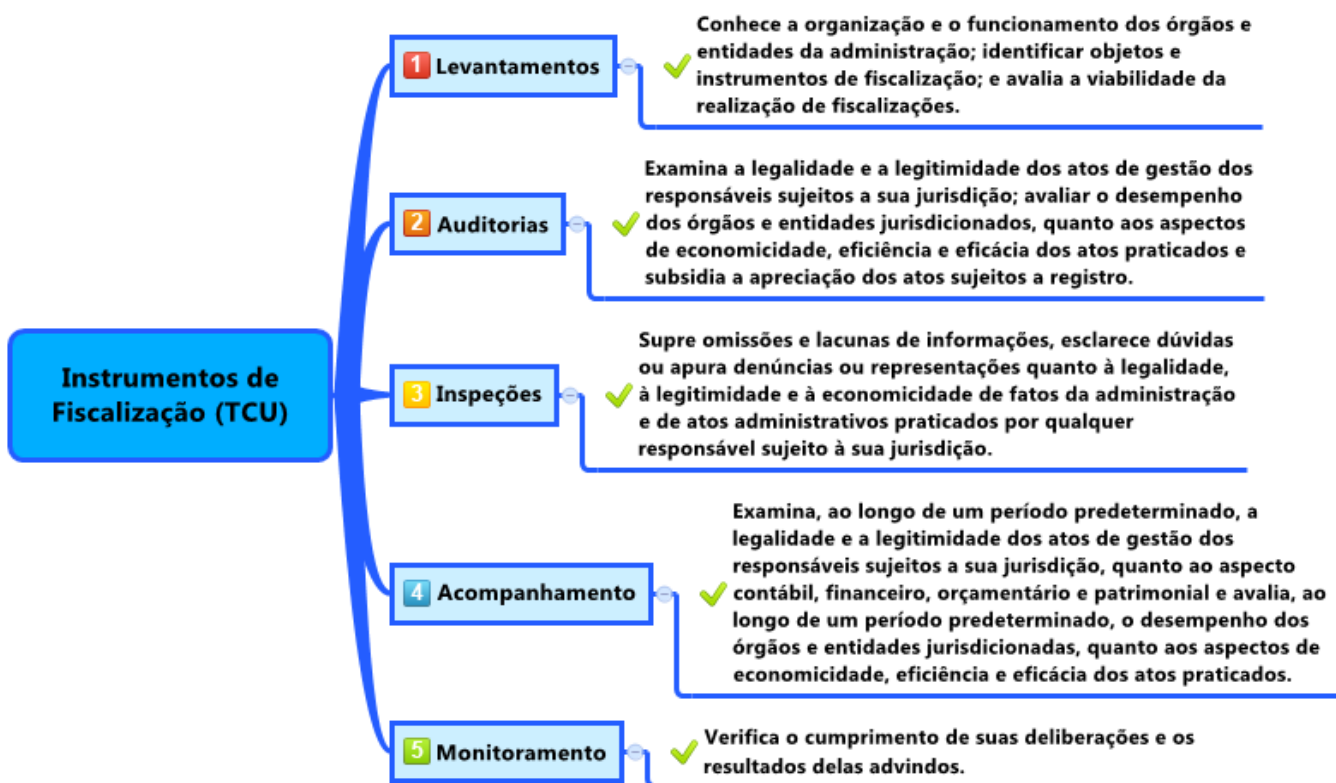 Instrumentos de
Fiscalização (TCU)
1 Levantamentos
Conhece a organização e o funcionamento dos órgãos e
entidades da administração; identificar objetos e
instrumentos de fiscalização; e avalia a viabilidade da
realização de fiscalizações.
2 Auditorias
Examina a legalidade e a legitimidade dos atos de gestão dos
responsáveis sujeitos a sua jurisdição; avaliar o desempenho
dos órgãos e entidades jurisdicionados, quanto aos aspectos
de economicidade, eficiência e eficácia dos atos praticados e
subsidia a apreciação dos atos sujeitos a registro.
3 Inspeções
Supre omissões e lacunas de informações, esclarece dúvidas
ou apura denúncias ou representações quanto à legalidade,
à legitimidade e à economicidade de fatos da administração
e de atos administrativos praticados por qualquer
responsável sujeito à sua jurisdição.
4 Acompanhamento
Examina, ao longo de um período predeterminado, a
legalidade e a legitimidade dos atos de gestão dos
responsáveis sujeitos a sua jurisdição, quanto ao aspecto
contábil, financeiro, orçamentário e patrimonial e avalia, ao
longo de um período predeterminado, o desempenho dos
órgãos e entidades jurisdicionadas, quanto aos aspectos de
economicidade, eficiência e eficácia dos atos praticados.
5 Monitoramento
Verifica o cumprimento de suas deliberações e os
resultados delas advindos.